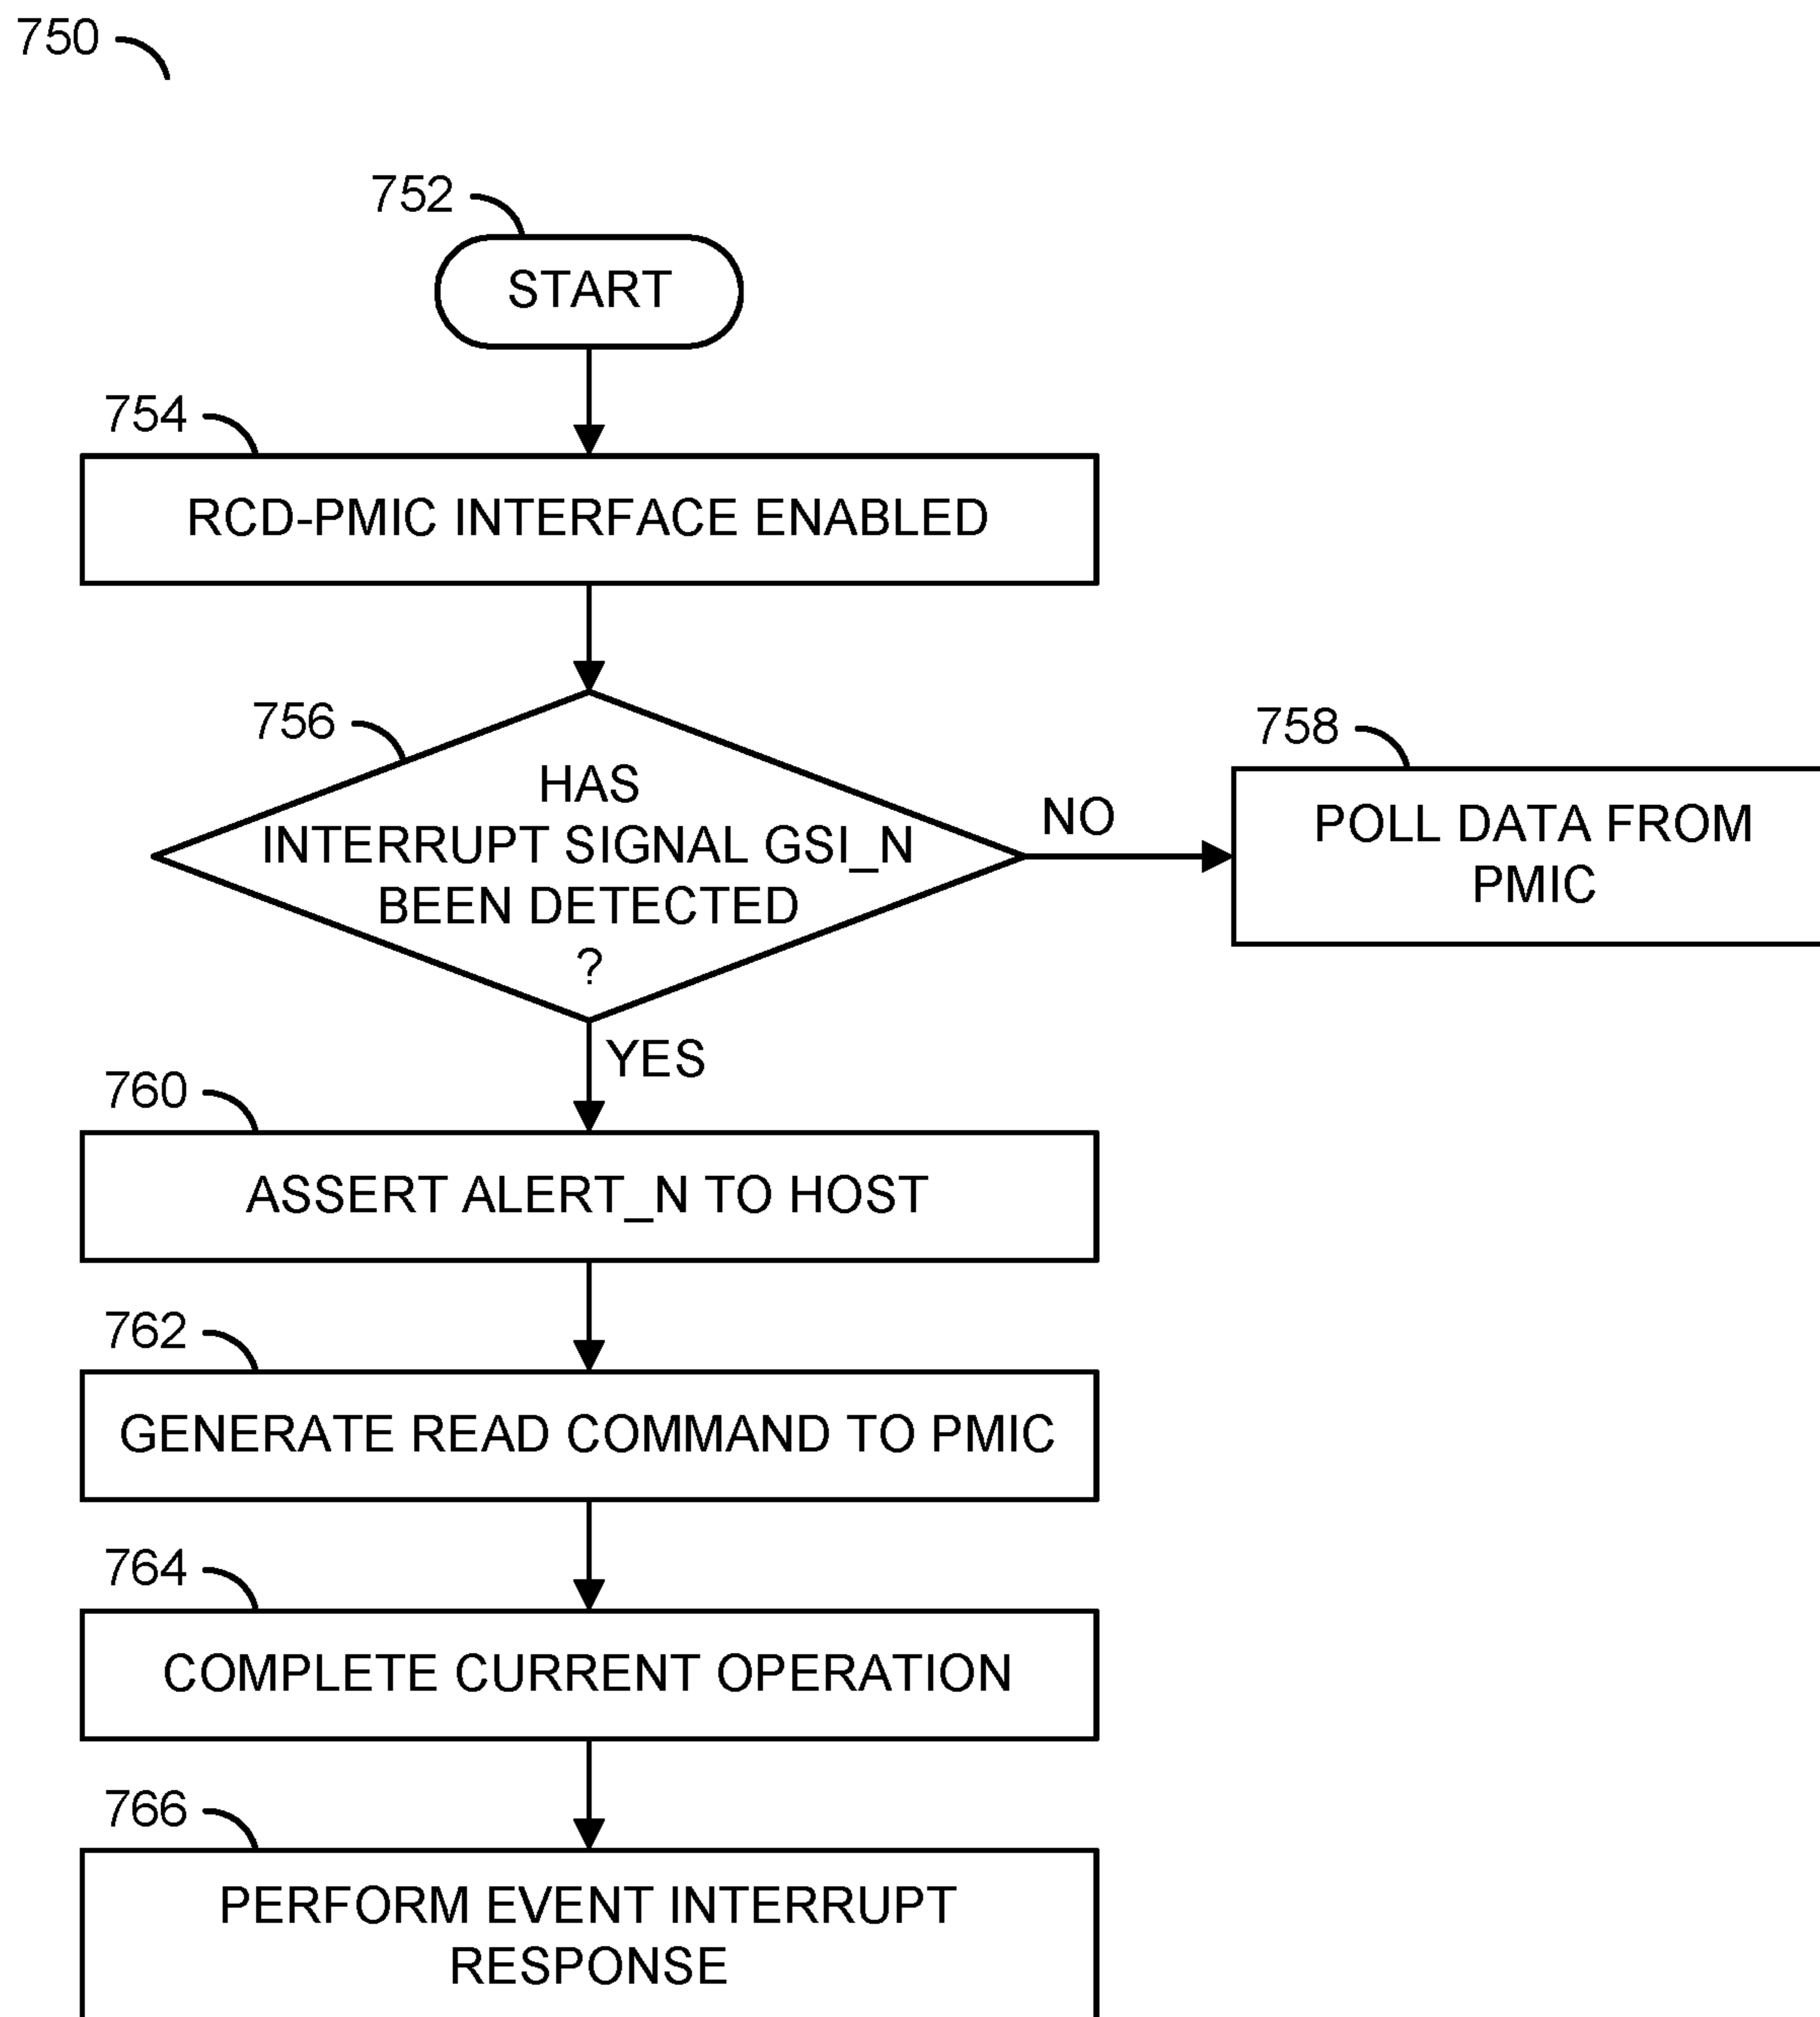 750
752
START
754
RCD-PMIC INTERFACE ENABLED
756
HAS
INTERRUPT SIGNAL GSI_N
BEEN DETECTED
?
NO
758
POLL DATA FROM
PMIC
YES
760
ASSERT ALERT_N TO HOST
762
GENERATE READ COMMAND TO PMIC
764
COMPLETE CURRENT OPERATION
766
PERFORM EVENT INTERRUPT
RESPONSE